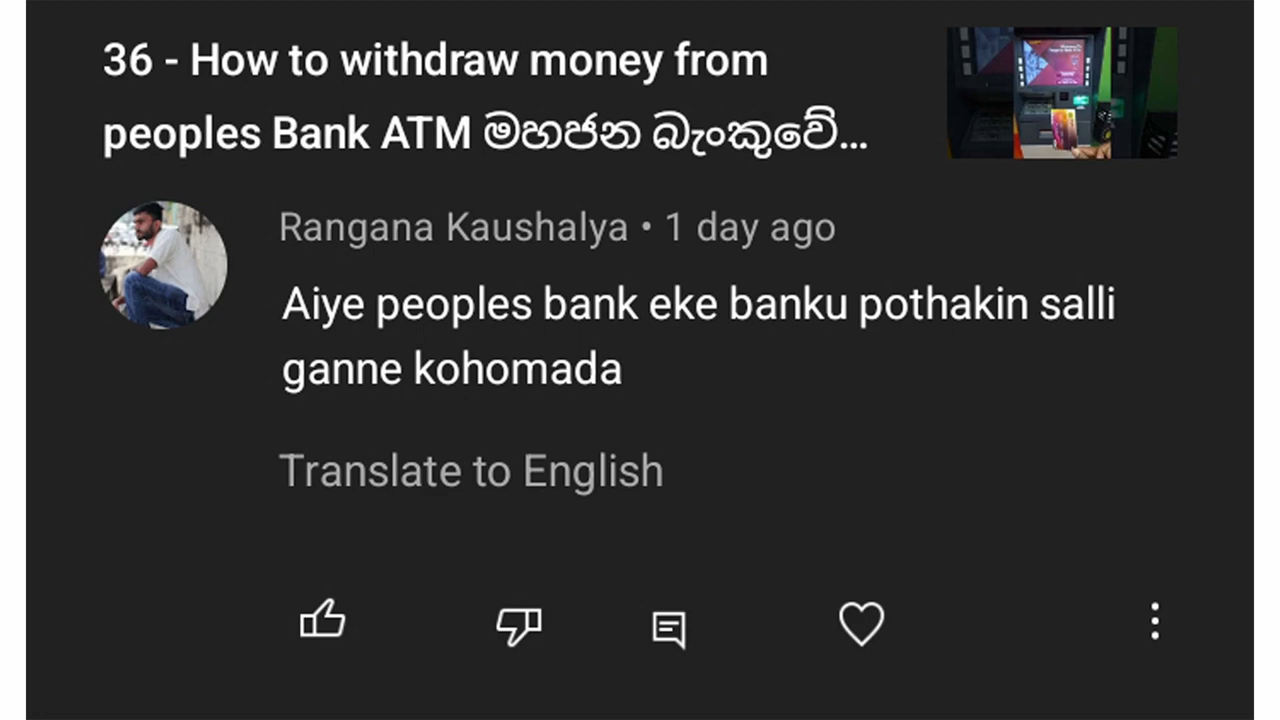 36 - How to withdraw money from
peoples Bank ATM මහජන බැංකුවේ...
Rangana Kaushalya • 1 day ago
Aiye peoples bank eke banku pothakin salli
ganne kohomada
Translate to English